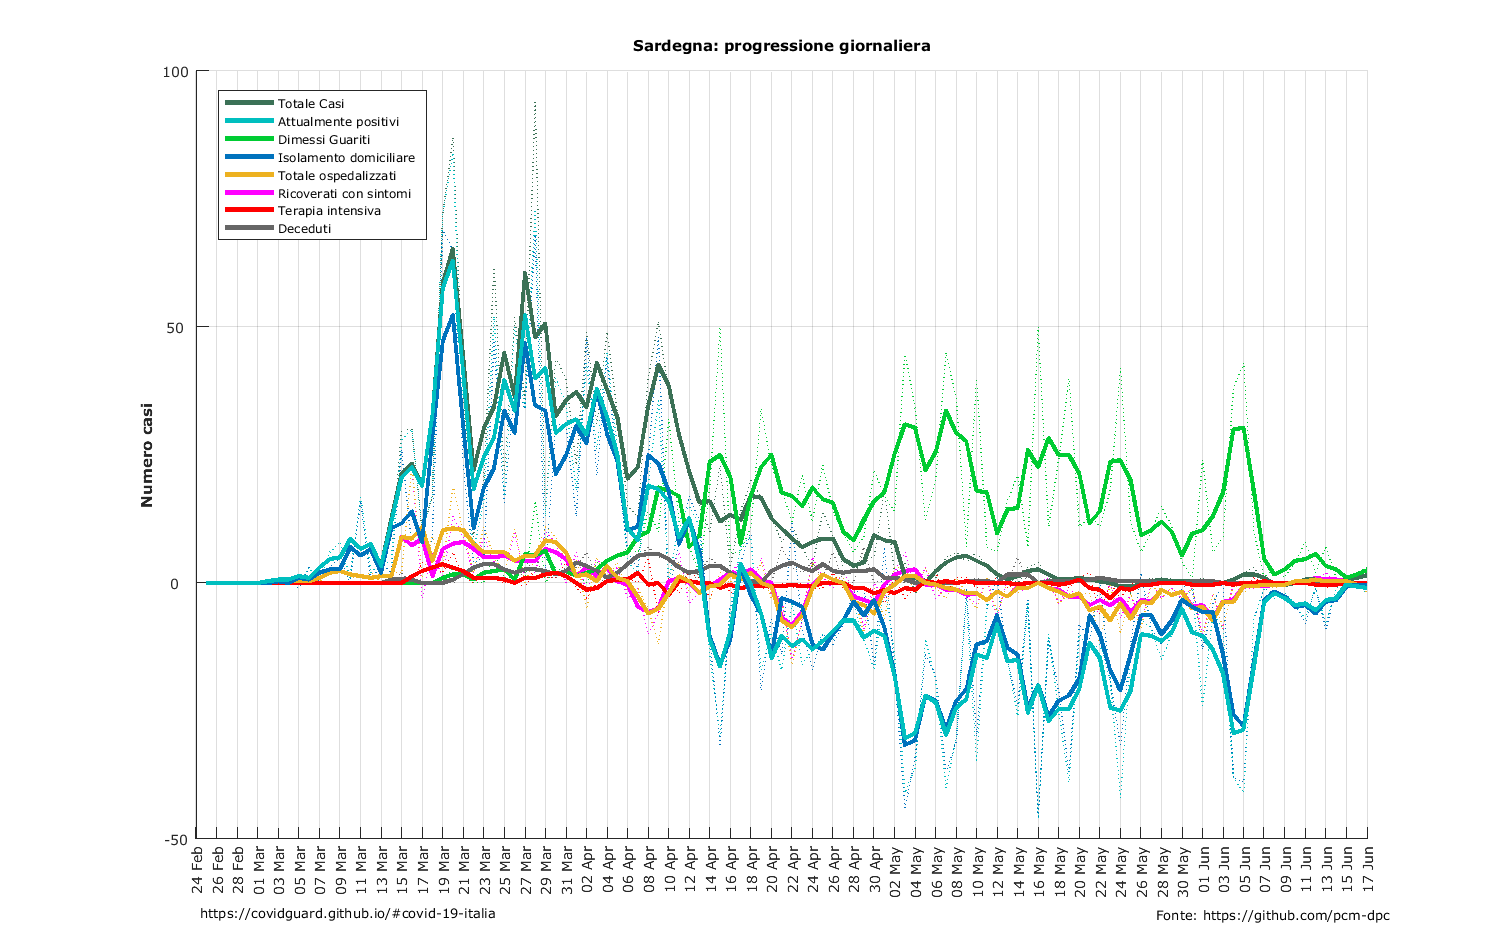 Sardegna: progressione giornaliera
100
50
0
-50
Numero casi
Totale Casi
Attualmente positivi
Dimessi Guariti
Isolamento domiciliare
Totale ospedalizzati
Ricoverati con sintomi
Terapia intensiva
Deceduti
24 Feb
26 Feb
28 Feb
01 Mar
03 Mar
05 Mar
07 Mar
09 Mar
11 Mar
13 Mar
15 Mar
17 Mar
19 Mar
21 Mar
23 Mar
25 Mar
27 Mar
29 Mar
31 Mar
02 Apr
04 Apr
06 Apr
08 Apr
10 Apr
12 Apr
14 Apr
16 Apr
18 Apr
20 Apr
22 Apr
24 Apr
26 Apr
28 Apr
30 Apr
02 May
04 May
06 May
08 May
10 May
12 May
14 May
16 May
18 May
20 May
22 May
24 May
26 May
28 May
30 May
01 Jun
03 Jun
05 Jun
07 Jun
09 Jun
11 Jun
13 Jun
15 Jun
17 Jun
https://covidguard.github.io/#covid-19-italia
Fonte: https://github.com/pcm-dpc